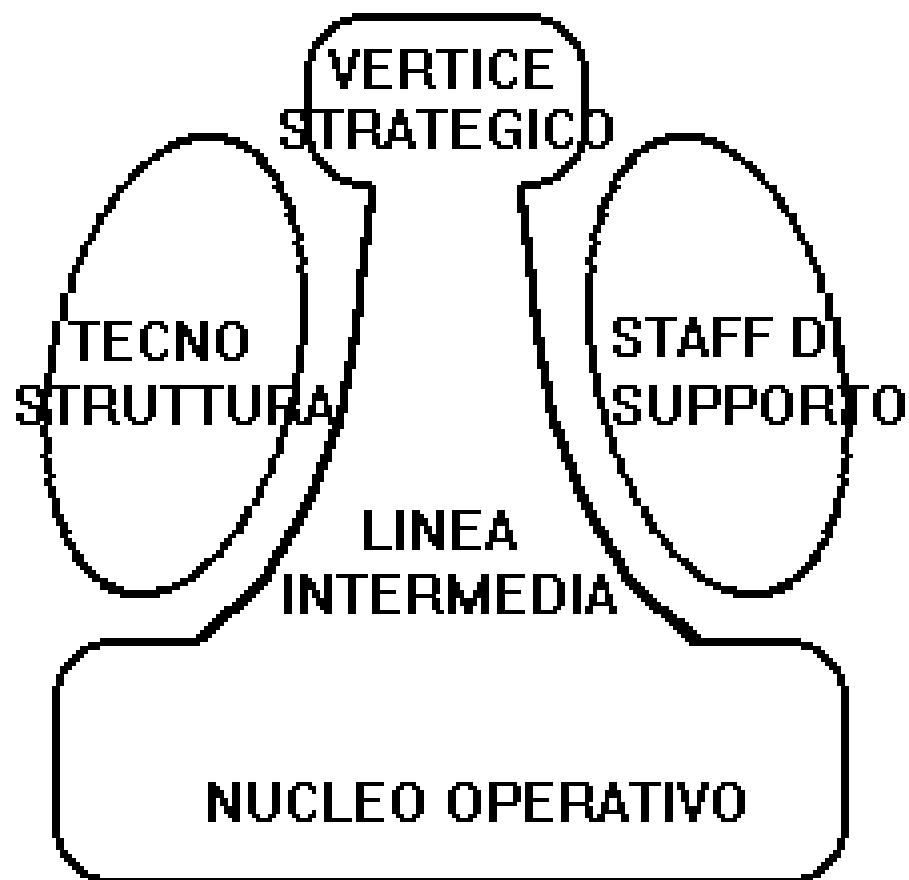 VERTICE
STRATEGICO
TECNO
STRUTTURA
STAFF DI
SUPPORTO
LINEA
INTERMEDIA
NUCLEO OPERATIVO